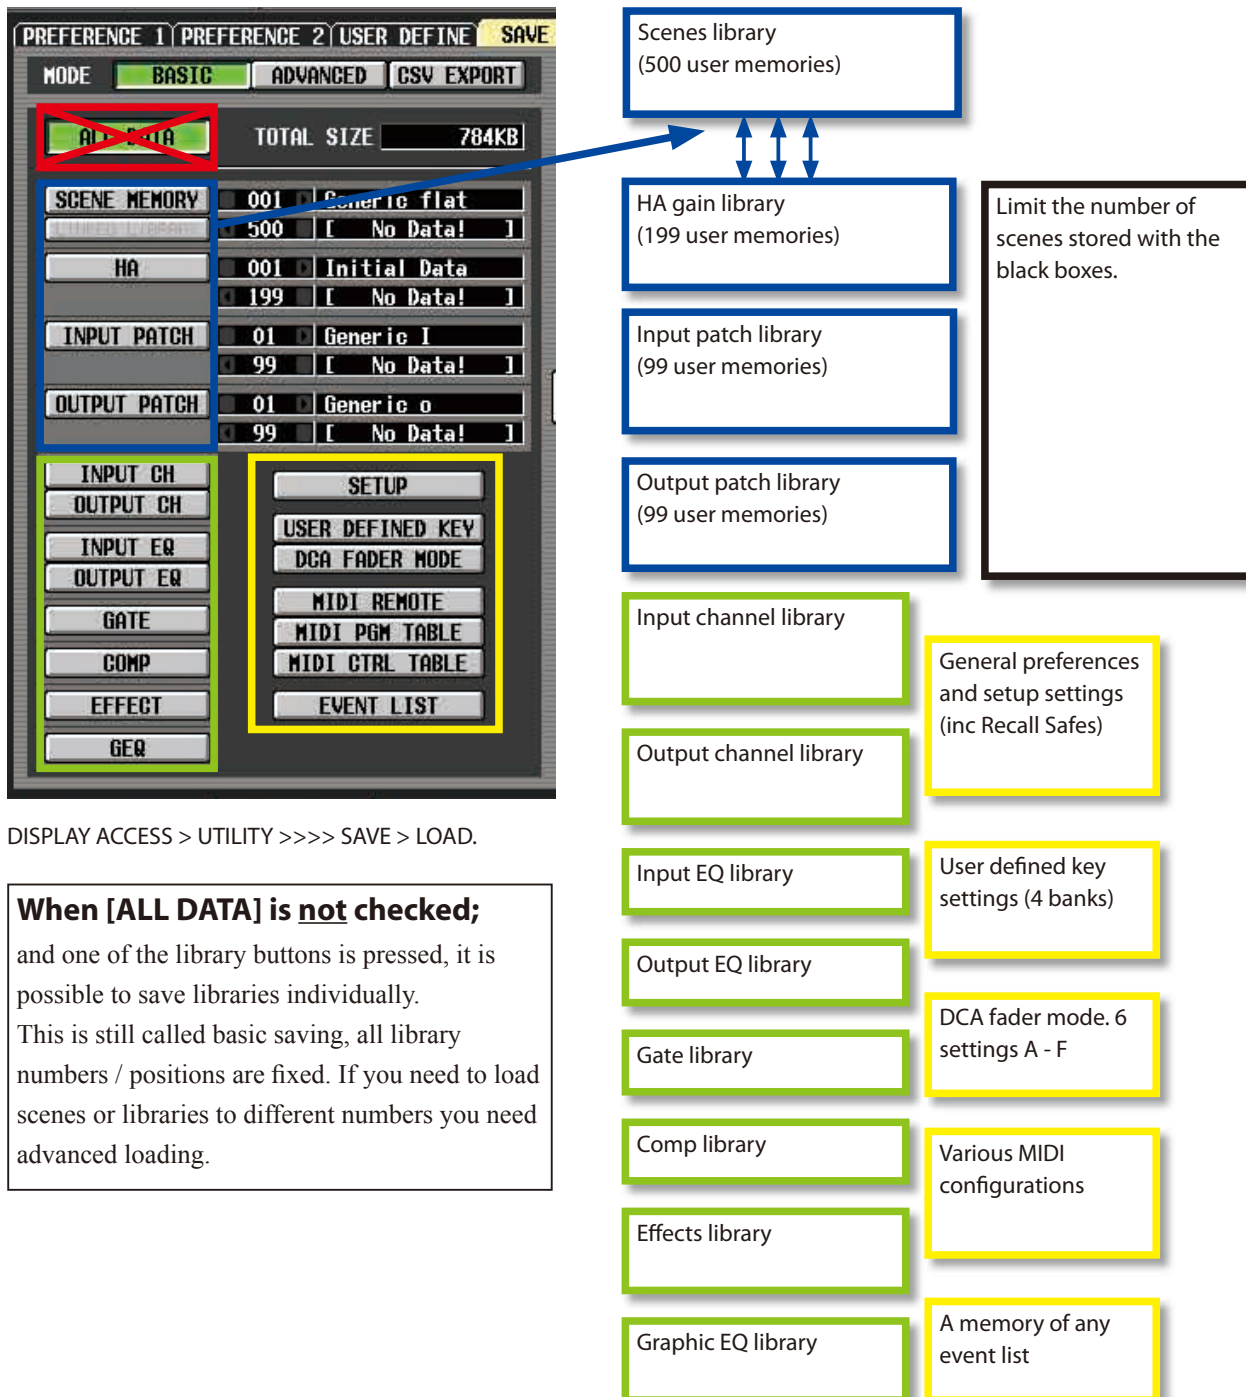 PREFERENCE 1 PREFERENCE 2 USER DEFINE SAVE
MODE BASIC ADVANCED CSV EXPORT
ALL DATA TOTAL SIZE 784KB
SCENE MEMORY 001 Generic flat
500 [ No Data! ]
HA 001 Initial Data
199 [ No Data! ]
INPUT PATCH 01 Generic I
99 [ No Data! ]
OUTPUT PATCH 01 Generic o
99 [ No Data! ]
INPUT CH
OUTPUT CH
INPUT EQ
OUTPUT EQ
GATE
COMP
EFFECT
GEQ
SETUP
USER DEFINED KEY
DCA FADER MODE
MIDI REMOTE
MIDI PGM TABLE
MIDI CTRL TABLE
EVENT LIST
DISPLAY ACCESS > UTILITY >>>> SAVE > LOAD.
When [ALL DATA] is not checked;
and one of the library buttons is pressed, it is
possible to save libraries individually.
This is still called basic saving, all library
numbers / positions are fixed. If you need to load
scenes or libraries to different numbers you need
advanced loading.
Scenes library
(500 user memories)
HA gain library
(199 user memories)
Input patch library
(99 user memories)
Output patch library
(99 user memories)
Limit the number of
scenes stored with the
black boxes.
Input channel library
Output channel library
Input EQ library
Output EQ library
Gate library
Comp library
Effects library
Graphic EQ library
General preferences
and setup settings
(inc Recall Safes)
User defined key
settings (4 banks)
DCA fader mode. 6
settings A - F
Various MIDI
configurations
A memory of any
event list